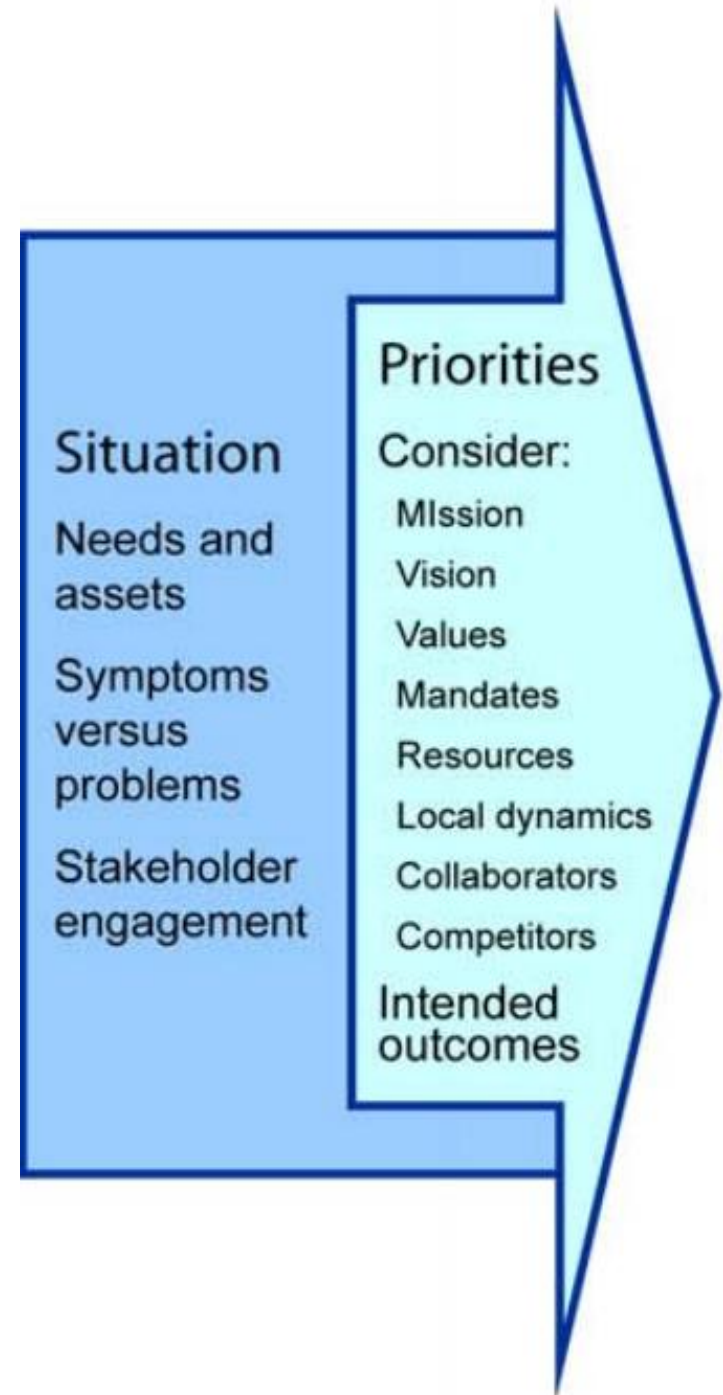 Situation
Needs and
assets
Symptoms
versus
problems
Stakeholder
engagement
Priorities
Consider:
MIssion
Vision
Values
Mandates
Resources
Local dynamics
Collaborators
Competitors
Intended
outcomes